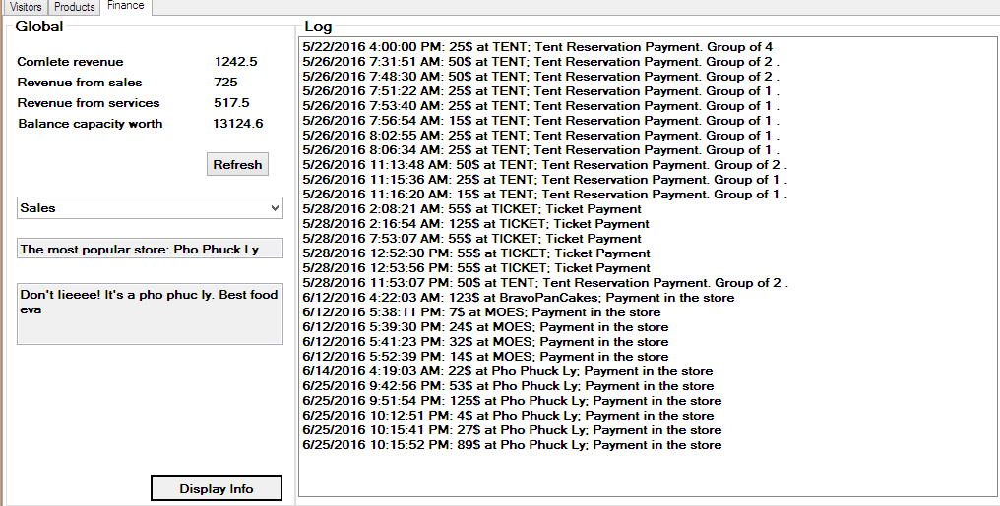 Visitors Products Finance
Global
Comlete revenue 1242.5
Revenue from sales 725
Revenue from services 517.5
Balance capacity worth 13124.6
Refresh
Sales
The most popular store: Pho Phuck Ly
Don't lieeee! It's a pho phuc ly. Best food
eva
Display Info
Log
5/22/2016 4:00:00 PM: 25$ at TENT; Tent Reservation Payment. Group of 4
5/26/2016 7:31:51 AM: 50$ at TENT; Tent Reservation Payment. Group of 2 .
5/26/2016 7:48:30 AM: 50$ at TENT; Tent Reservation Payment. Group of 2 .
5/26/2016 7:51:22 AM: 25$ at TENT; Tent Reservation Payment. Group of 1 .
5/26/2016 7:53:40 AM: 25$ at TENT; Tent Reservation Payment. Group of 1 .
5/26/2016 7:56:54 AM: 15$ at TENT; Tent Reservation Payment. Group of 1 .
5/26/2016 8:02:55 AM: 25$ at TENT; Tent Reservation Payment. Group of 1 .
5/26/2016 8:06:34 AM: 25$ at TENT; Tent Reservation Payment. Group of 1 .
5/26/2016 11:13:48 AM: 50$ at TENT; Tent Reservation Payment. Group of 2 .
5/26/2016 11:15:36 AM: 25$ at TENT; Tent Reservation Payment. Group of 1 .
5/26/2016 11:16:20 AM: 15$ at TENT; Tent Reservation Payment. Group of 1 .
5/28/2016 2:08:21 AM: 55$ at TICKET; Ticket Payment
5/28/2016 2:16:54 AM: 125$ at TICKET; Ticket Payment
5/28/2016 7:53:07 AM: 55$ at TICKET; Ticket Payment
5/28/2016 12:52:30 PM: 55$ at TICKET; Ticket Payment
5/28/2016 12:53:56 PM: 55$ at TICKET; Ticket Payment
5/28/2016 11:53:07 PM: 50$ at TENT; Tent Reservation Payment. Group of 2 .
6/12/2016 4:22:03 AM: 123$ at BravoPanCakes; Payment in the store
6/12/2016 5:38:11 PM: 7$ at MOES; Payment in the store
6/12/2016 5:39:30 PM: 24$ at MOES; Payment in the store
6/12/2016 5:41:23 PM: 32$ at MOES; Payment in the store
6/12/2016 5:52:39 PM: 14$ at MOES; Payment in the store
6/14/2016 4:19:03 AM: 22$ at Pho Phuck Ly; Payment in the store
6/25/2016 9:42:56 PM: 53$ at Pho Phuck Ly; Payment in the store
6/25/2016 9:51:54 PM: 125$ at Pho Phuck Ly; Payment in the store
6/25/2016 10:12:51 PM: 4$ at Pho Phuck Ly; Payment in the store
6/25/2016 10:15:41 PM: 27$ at Pho Phuck Ly; Payment in the store
6/25/2016 10:15:52 PM: 89$ at Pho Phuck Ly; Payment in the store